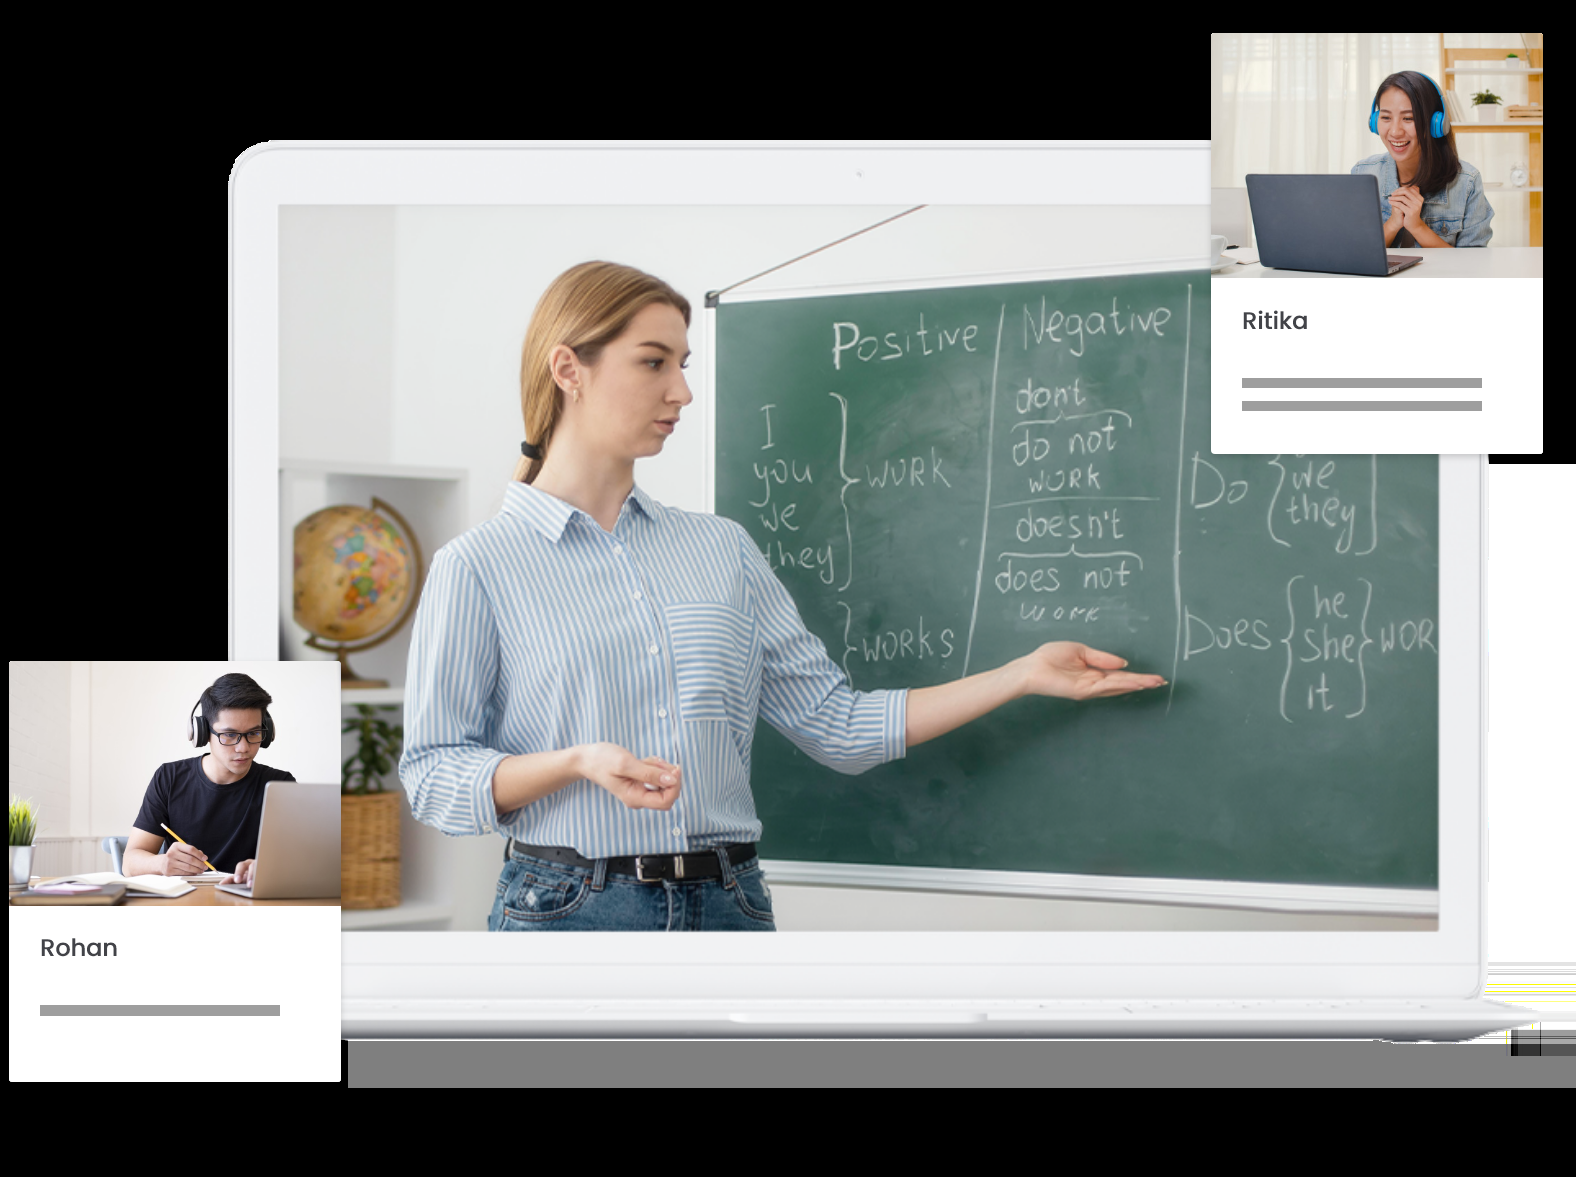 Ritika
Positive
Negative
I
you
we
they
WORK
don't
do not
WORK
doesn't
does not
WORK
WORKS
Do
we
they
Does
he
she
it
WOR
Rohan